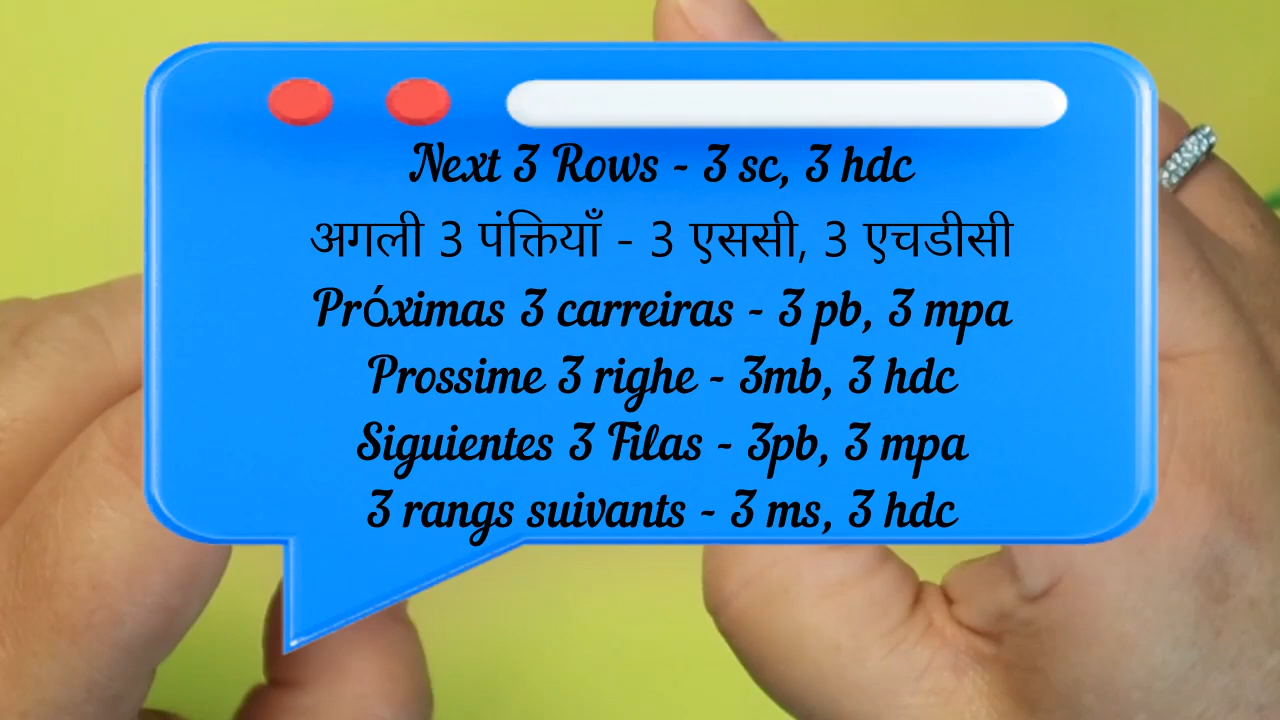 Next 3 Rows - 3 sc, 3 hdc
अगली 3 पंक्तियाँ - 3 एससी, 3 एचडीसी
Próximas 3 carreiras - 3 pb, 3 mpa
Prossime 3 righe - 3mb, 3 hdc
Siguientes 3 Filas - 3pb, 3 mpa
3 rangs suivants - 3 ms, 3 hdc